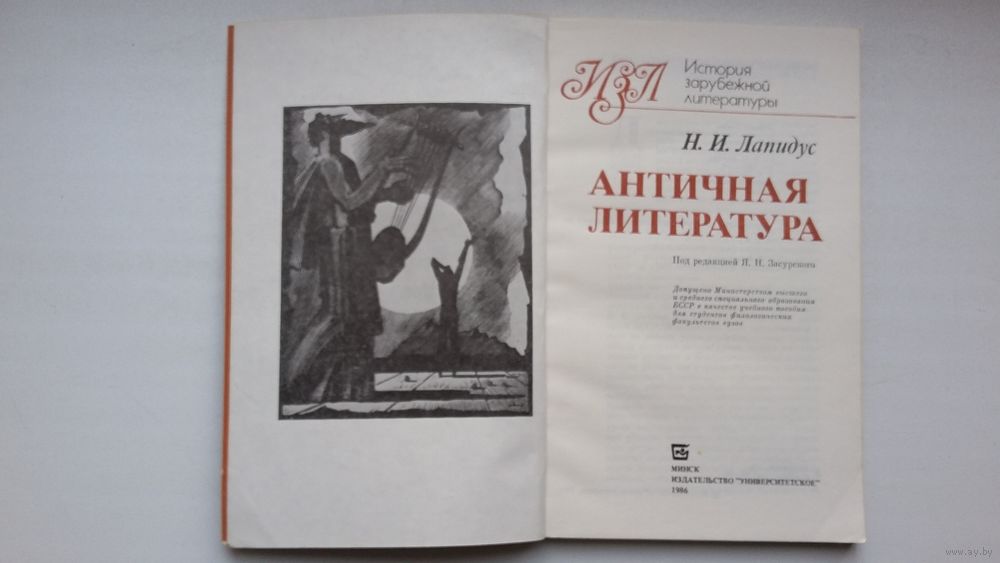 ИЗЛ
История
зарубежной
литературы
Н. И. Лапидус
АНТИЧНАЯ
ЛИТЕРАТУРА
Под редакцией Я. Н. Засурского
Допущено Министерством высшего
и среднего специального образования
БССР в качестве учебного пособия
для студентов филологических
факультетов вузов
МИНСК
ИЗДАТЕЛЬСТВО "УНИВЕРСИТЕТСКОЕ"
1986
www.ay.by